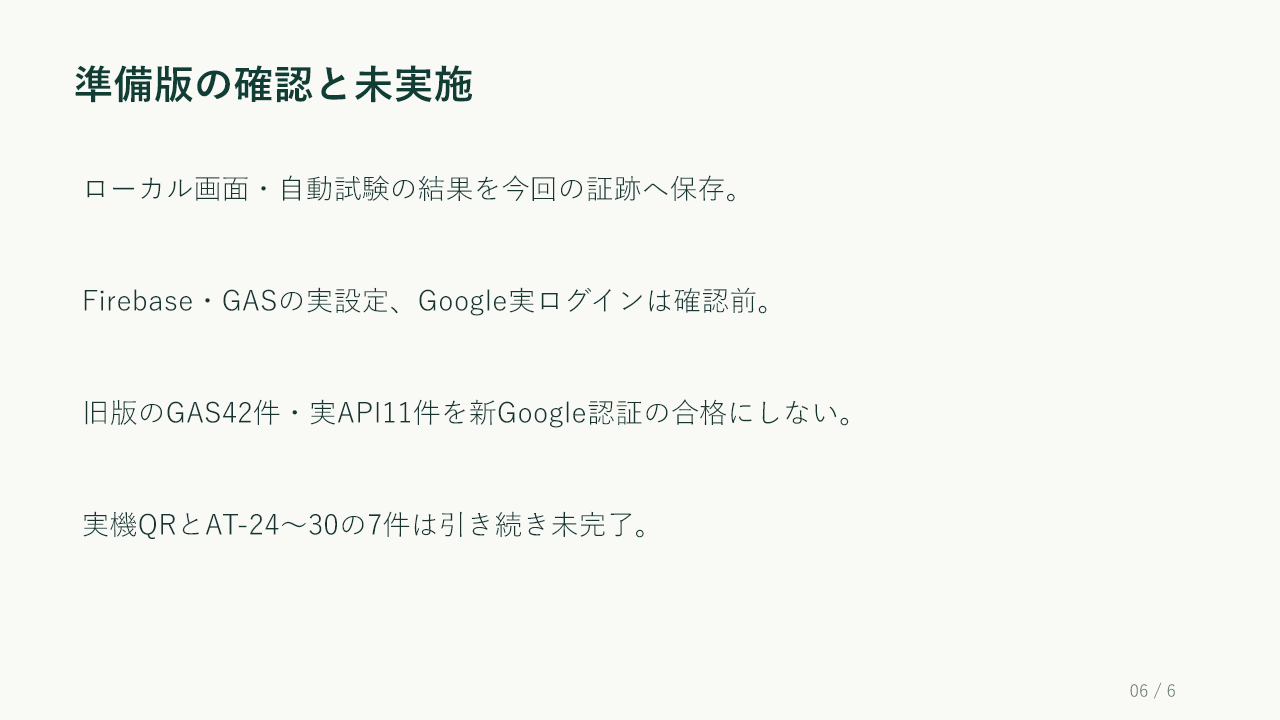 準備版の確認と未実施
ローカル画面・自動試験の結果を今回の証跡へ保存。
Firebase・GASの実設定、Google実ログインは確認前。
旧版のGAS42件・実API11件を新Google認証の合格にしない。
実機QRとAT-24〜30の7件は引き続き未完了。
06 / 6